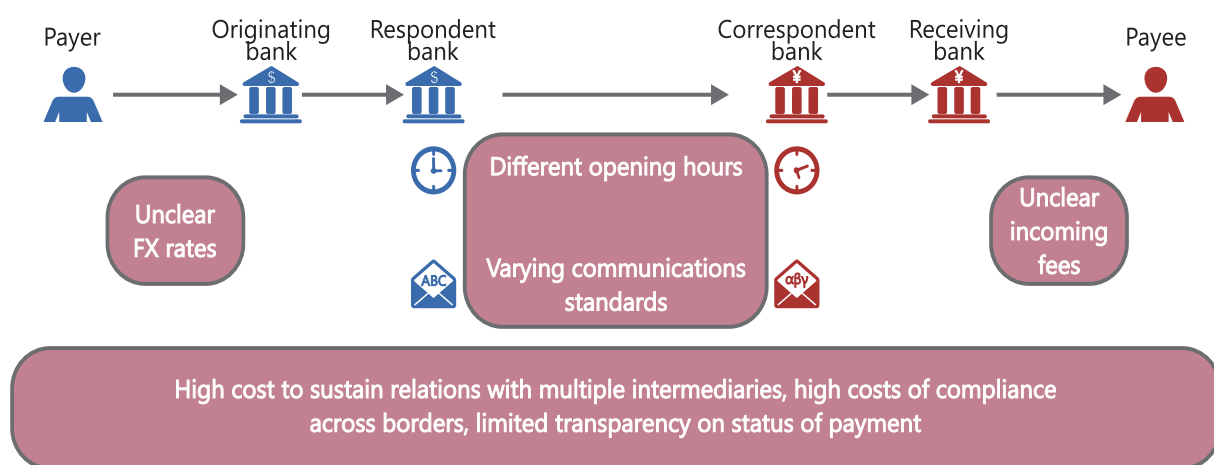 Payer
Originating
bank
Respondent
bank
Correspondent
bank
Receiving
bank
Payee
$
$
¥
¥
Different opening hours
Unclear
FX rates
Varying communications
standards
ABC
αβγ
Unclear
incoming
fees
High cost to sustain relations with multiple intermediaries, high costs of compliance
across borders, limited transparency on status of payment